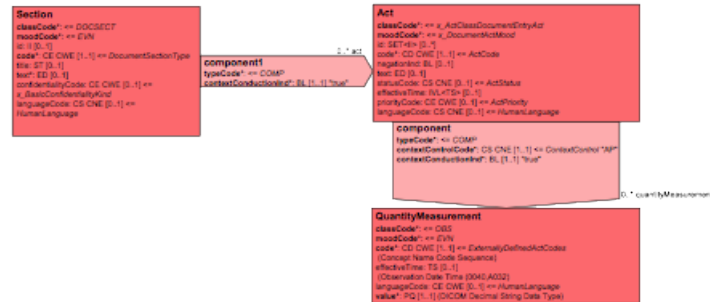 Section
classCode*: <= DOCSECT
moodCode*: <= EVN
id: II [0..1]
code*: CD CWE [1..1] <= DocumentSectionType
title: ST [0..1]
text*: ED [0..1]
confidentialityCode: CE CWE [0..1] <=
x_BasicConfidentialityKind
languageCode: CS CNE [0..1] <=
HumanLanguage
0..* act
component1
typeCode*: <= COMP
contextConductionInd*: BL [1..1] "true"
Act
classCode*: <= x_ActClassDocumentEntryAct
moodCode*: <= x_DocumentActMood
id: SET<II> [0..*]
code*: CD CWE [1..1] <= ActCode
negationInd: BL [0..1]
text: ED [0..1]
statusCode: CS CNE [0..1] <= ActStatus
effectiveTime: IVL<TS> [0..1]
priorityCode: CE CWE [0..1] <= ActPriority
languageCode: CS CNE [0..1] <= HumanLanguage
component
typeCode*: <= COMP
contextControlCode*: CS CNE [1..1] <= ContextControl "AP"
contextConductionInd*: BL [1..1] "true"
0..* quantityMeasurement
QuantityMeasurement
classCode*: <= OBS
moodCode*: <= EVN
code*: CD CWE [1..1] <= ExternallyDefinedActCodes
(Concept Name Code Sequence)
effectiveTime: TS [0..1]
(Observation Date Time (0040,A032)
languageCode: CE CWE [0..1] <= HumanLanguage
value*: PQ [1..1] (DICOM Decimal String Data Type)